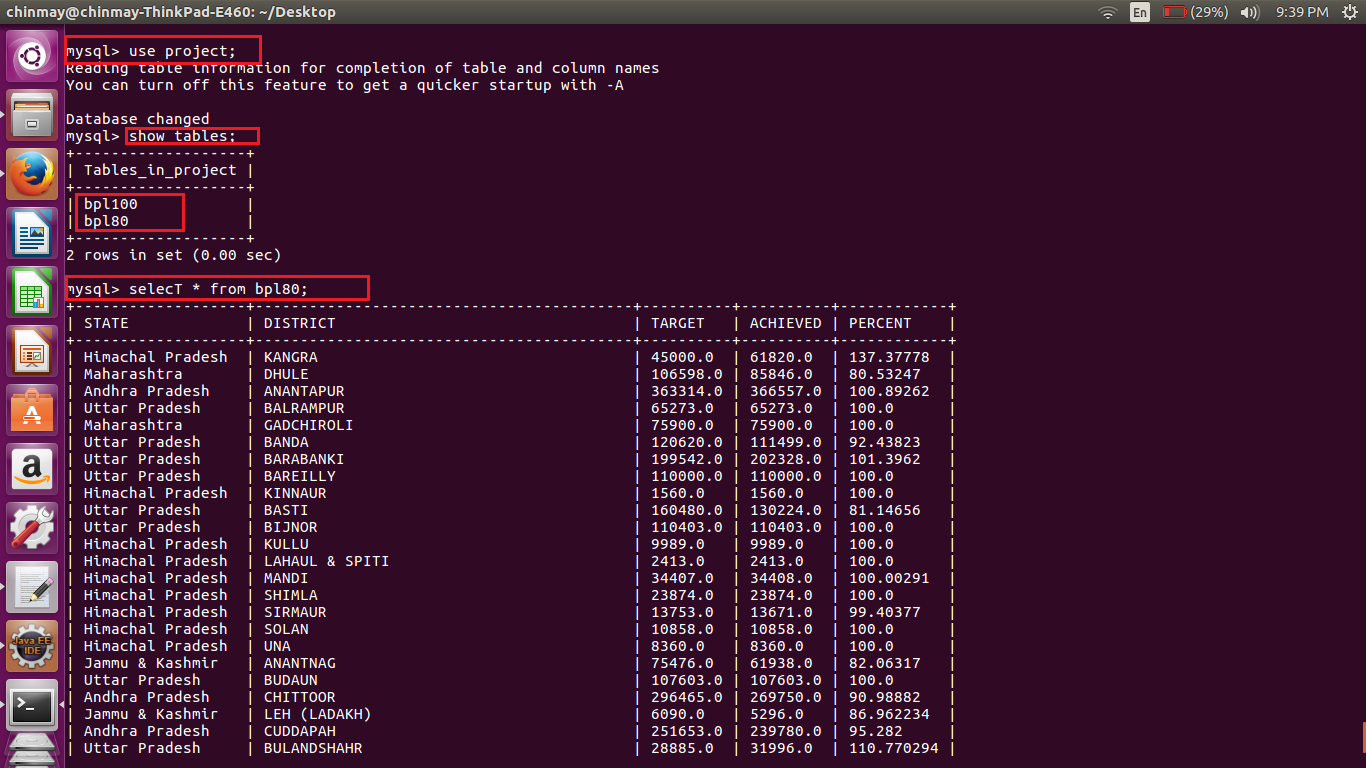 chinmay@chinmay-ThinkPad-E460: ~/Desktop En (29%) 9:39 PM
mysql> use project;
Reading table information for completion of table and column names
You can turn off this feature to get a quicker startup with -A
Database changed
mysql> show tables;
+-------------------+
| Tables_in_project |
+-------------------+
| bpl100            |
| bpl80             |
+-------------------+
2 rows in set (0.00 sec)
mysql> selecT * from bpl80;
+-------------------+------------------------------------------+----------+----------+------------+
| STATE             | DISTRICT                                 | TARGET   | ACHIEVED | PERCENT    |
+-------------------+------------------------------------------+----------+----------+------------+
| Himachal Pradesh  | KANGRA                                   | 45000.0  | 61820.0  | 137.37778  |
| Maharashtra       | DHULE                                    | 106598.0 | 85846.0  | 80.53247   |
| Andhra Pradesh    | ANANTAPUR                                | 363314.0 | 366557.0 | 100.89262  |
| Uttar Pradesh     | BALRAMPUR                                | 65273.0  | 65273.0  | 100.0      |
| Maharashtra       | GADCHIROLI                               | 75900.0  | 75900.0  | 100.0      |
| Uttar Pradesh     | BANDA                                    | 120620.0 | 111499.0 | 92.43823   |
| Uttar Pradesh     | BARABANKI                                | 199542.0 | 202328.0 | 101.3962   |
| Uttar Pradesh     | BAREILLY                                 | 110000.0 | 110000.0 | 100.0      |
| Himachal Pradesh  | KINNAUR                                  | 1560.0   | 1560.0   | 100.0      |
| Uttar Pradesh     | BASTI                                    | 160480.0 | 130224.0 | 81.14656   |
| Uttar Pradesh     | BIJNOR                                   | 110403.0 | 110403.0 | 100.0      |
| Himachal Pradesh  | KULLU                                    | 9989.0   | 9989.0   | 100.0      |
| Himachal Pradesh  | LAHAUL & SPITI                           | 2413.0   | 2413.0   | 100.0      |
| Himachal Pradesh  | MANDI                                    | 34407.0  | 34408.0  | 100.00291  |
| Himachal Pradesh  | SHIMLA                                   | 23874.0  | 23874.0  | 100.0      |
| Himachal Pradesh  | SIRMAUR                                  | 13753.0  | 13671.0  | 99.40377   |
| Himachal Pradesh  | SOLAN                                    | 10858.0  | 10858.0  | 100.0      |
| Himachal Pradesh  | UNA                                      | 8360.0   | 8360.0   | 100.0      |
| Jammu & Kashmir   | ANANTNAG                                 | 75476.0  | 61938.0  | 82.06317   |
| Uttar Pradesh     | BUDAUN                                   | 107603.0 | 107603.0 | 100.0      |
| Andhra Pradesh    | CHITTOOR                                 | 296465.0 | 269750.0 | 90.98882   |
| Jammu & Kashmir   | LEH (LADAKH)                             | 6090.0   | 5296.0   | 86.962234  |
| Andhra Pradesh    | CUDDAPAH                                 | 251653.0 | 239780.0 | 95.282     |
| Uttar Pradesh     | BULANDSHAHR                              | 28885.0  | 31996.0  | 110.770294 |
a
Java EE
IDE